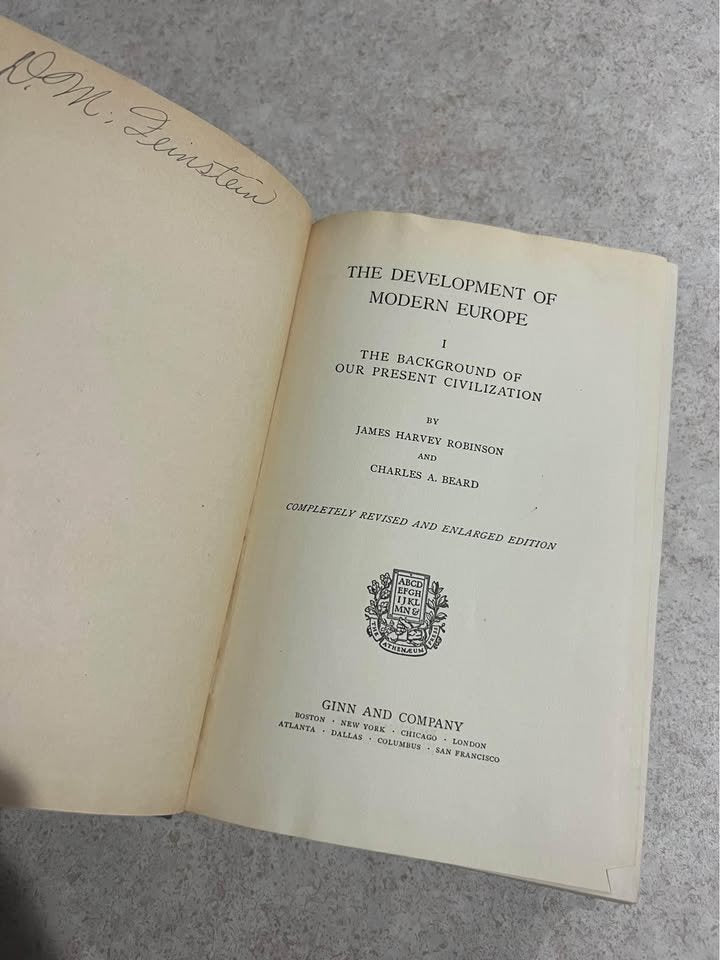 D. M. Feinstein
THE DEVELOPMENT OF
MODERN EUROPE
I
THE BACKGROUND OF
OUR PRESENT CIVILIZATION
BY
JAMES HARVEY ROBINSON
AND
CHARLES A. BEARD
COMPLETELY REVISED AND ENLARGED EDITION
ABCD
EFGH
IJKL
MN&
THE ATHENÆUM PRESS
GINN AND COMPANY
BOSTON · NEW YORK · CHICAGO · LONDON
ATLANTA · DALLAS · COLUMBUS · SAN FRANCISCO